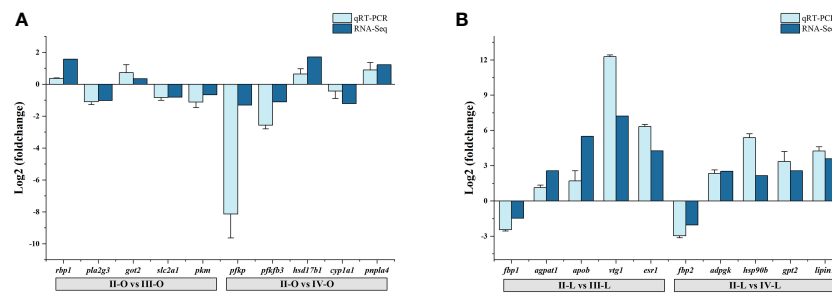 A
qRT-PCR
RNA-Seq
Log2 (foldchange)
2
0
-2
-4
-6
-8
-10
rbp1 pla2g3 got2 slc2a1 pkm pfkp pfkfb3 hsd17b1 cyp1a1 pnpla4
II-O vs III-O II-O vs IV-O
B
qRT-PCR
RNA-Seq
Log2 (foldchange)
12
9
6
3
0
-3
fbp1 agpat1 apob vtg1 esr1 fbp2 adpgk hsp90b gpt2 lipin
II-L vs III-L II-L vs IV-L